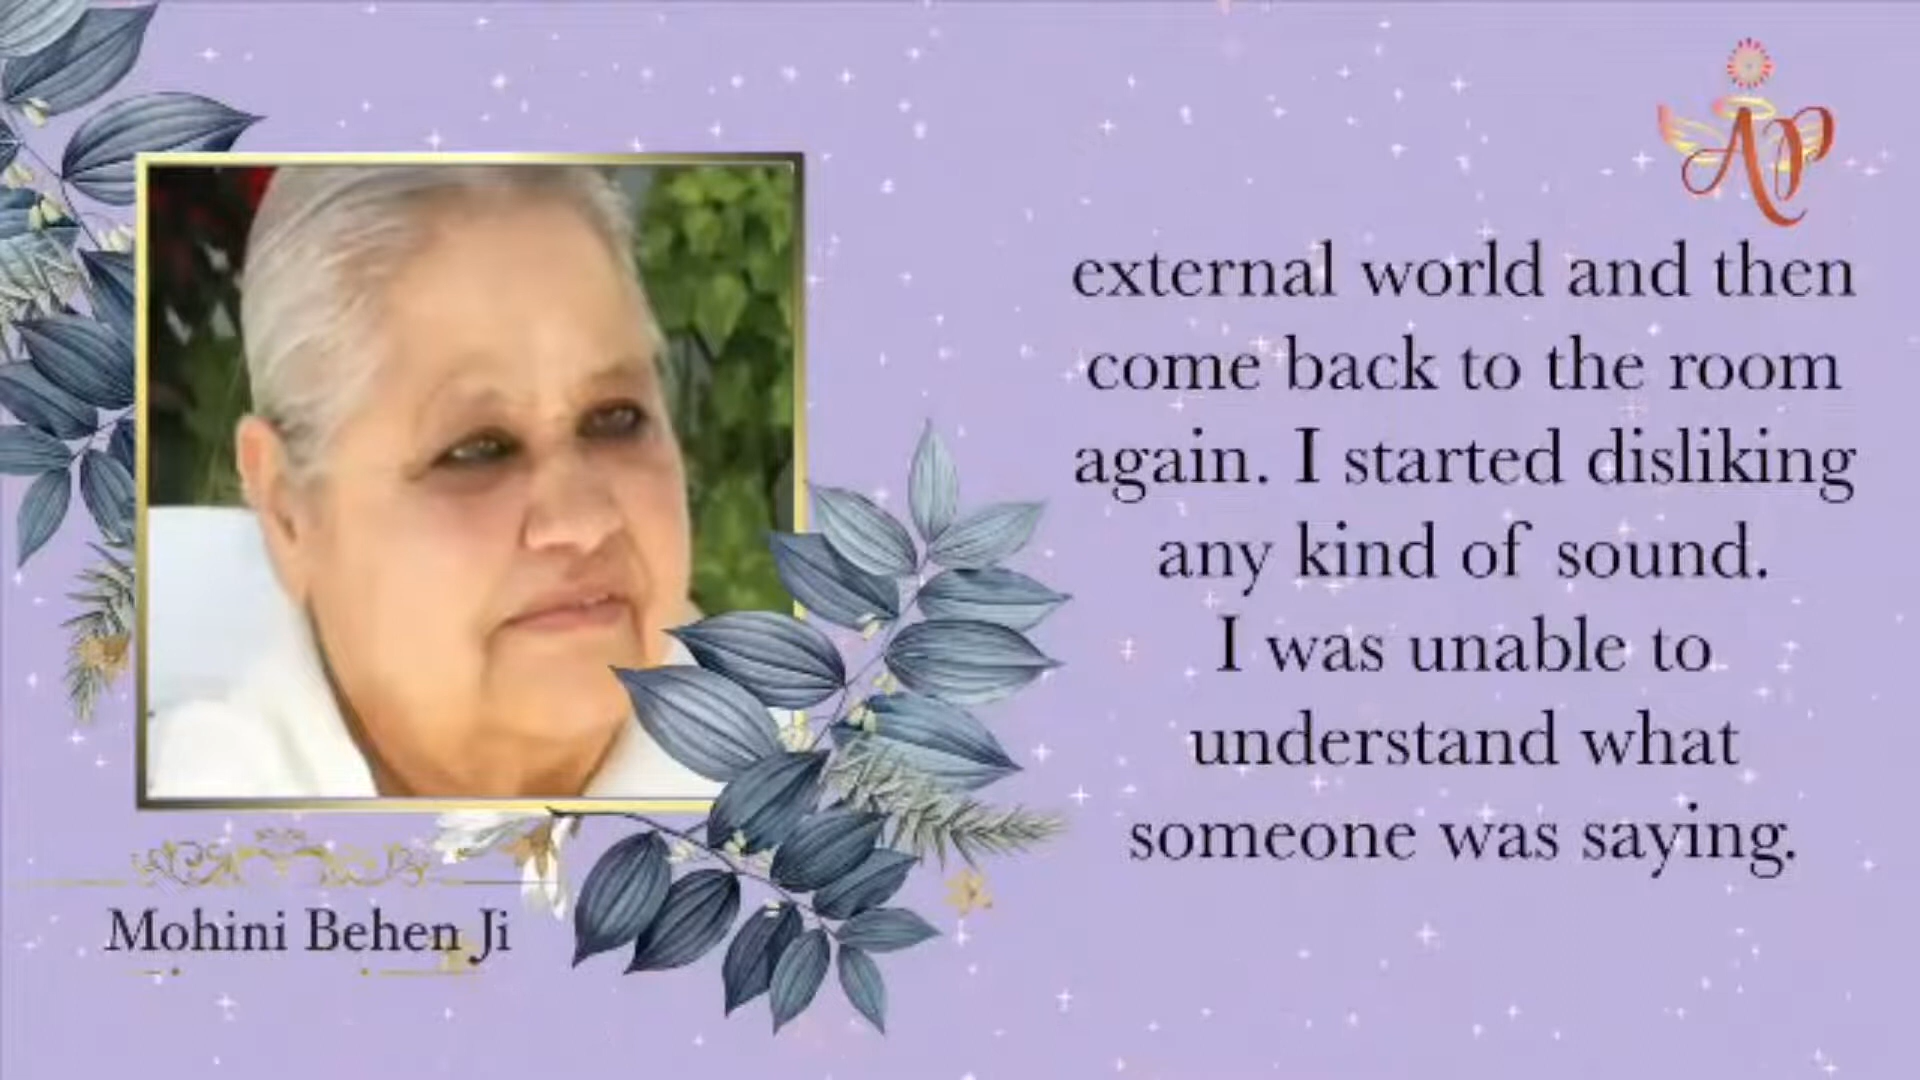 AP
external world and then
come back to the room
again. I started disliking
any kind of sound.
I was unable to
understand what
someone was saying.
Mohini Behen Ji